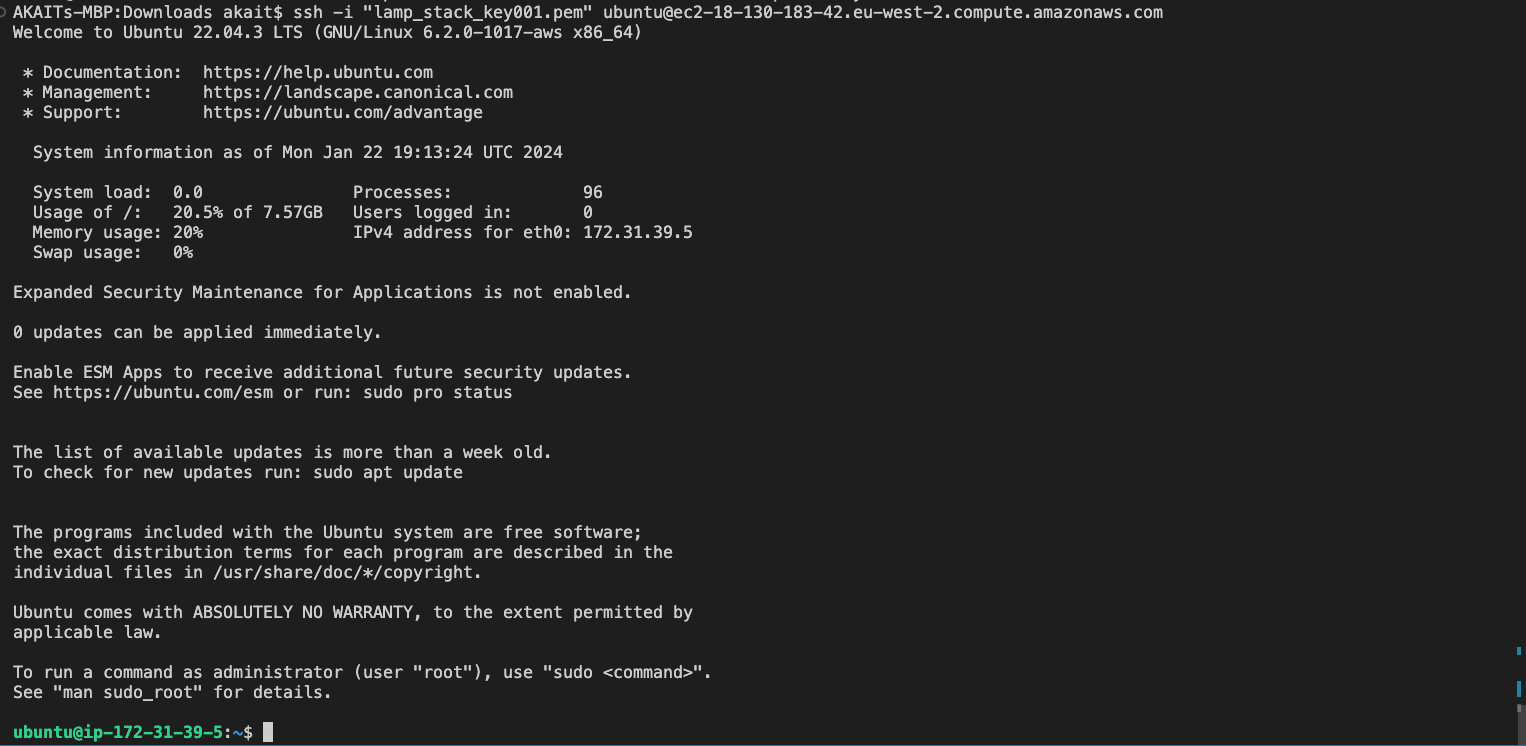 AKAITs-MBP:Downloads akait$ ssh -i "lamp_stack_key001.pem" ubuntu@ec2-18-130-183-42.eu-west-2.compute.amazonaws.com
Welcome to Ubuntu 22.04.3 LTS (GNU/Linux 6.2.0-1017-aws x86_64)

 * Documentation:  https://help.ubuntu.com
 * Management:     https://landscape.canonical.com
 * Support:        https://ubuntu.com/advantage

  System information as of Mon Jan 22 19:13:24 UTC 2024

  System load:  0.0               Processes:             96
  Usage of /:   20.5% of 7.57GB   Users logged in:       0
  Memory usage: 20%               IPv4 address for eth0: 172.31.39.5
  Swap usage:   0%

Expanded Security Maintenance for Applications is not enabled.

0 updates can be applied immediately.

Enable ESM Apps to receive additional future security updates.
See https://ubuntu.com/esm or run: sudo pro status

The list of available updates is more than a week old.
To check for new updates run: sudo apt update

The programs included with the Ubuntu system are free software;
the exact distribution terms for each program are described in the
individual files in /usr/share/doc/*/copyright.

Ubuntu comes with ABSOLUTELY NO WARRANTY, to the extent permitted by
applicable law.

To run a command as administrator (user "root"), use "sudo <command>".
See "man sudo_root" for details.

ubuntu@ip-172-31-39-5:~$